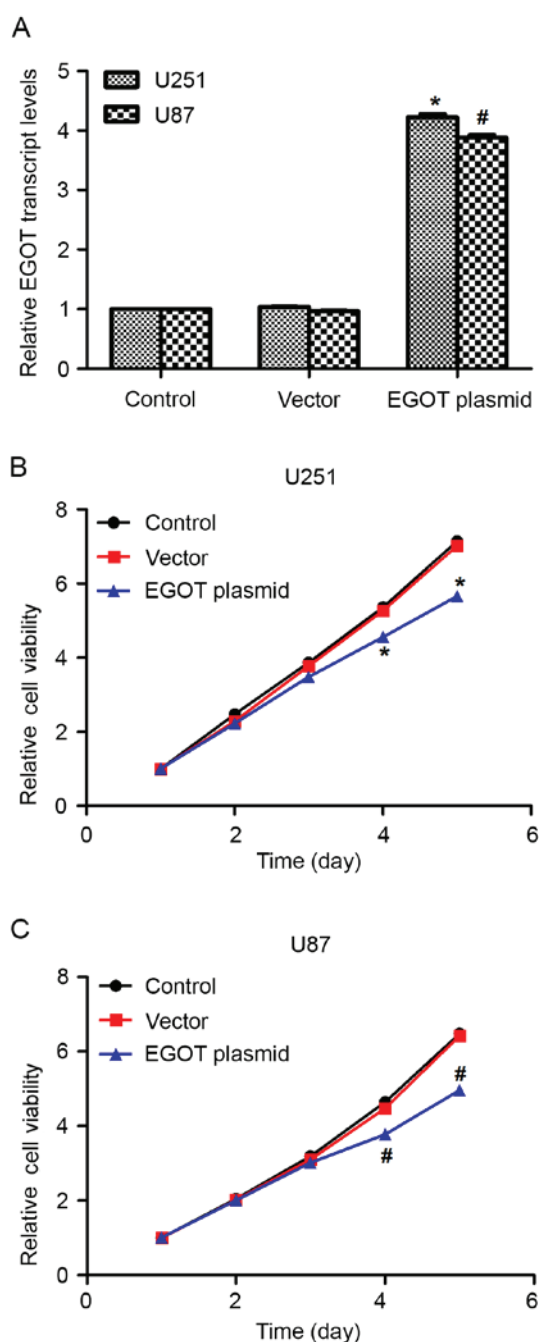 A
Relative EGOT transcript levels
5
4
3
2
1
0
U251
U87
*
#
Control
Vector
EGOT plasmid
B
U251
Relative cell viability
8
6
4
2
0
Control
Vector
EGOT plasmid
*
*
0
2
4
6
Time (day)
C
U87
Relative cell viability
8
6
4
2
0
Control
Vector
EGOT plasmid
#
#
0
2
4
6
Time (day)